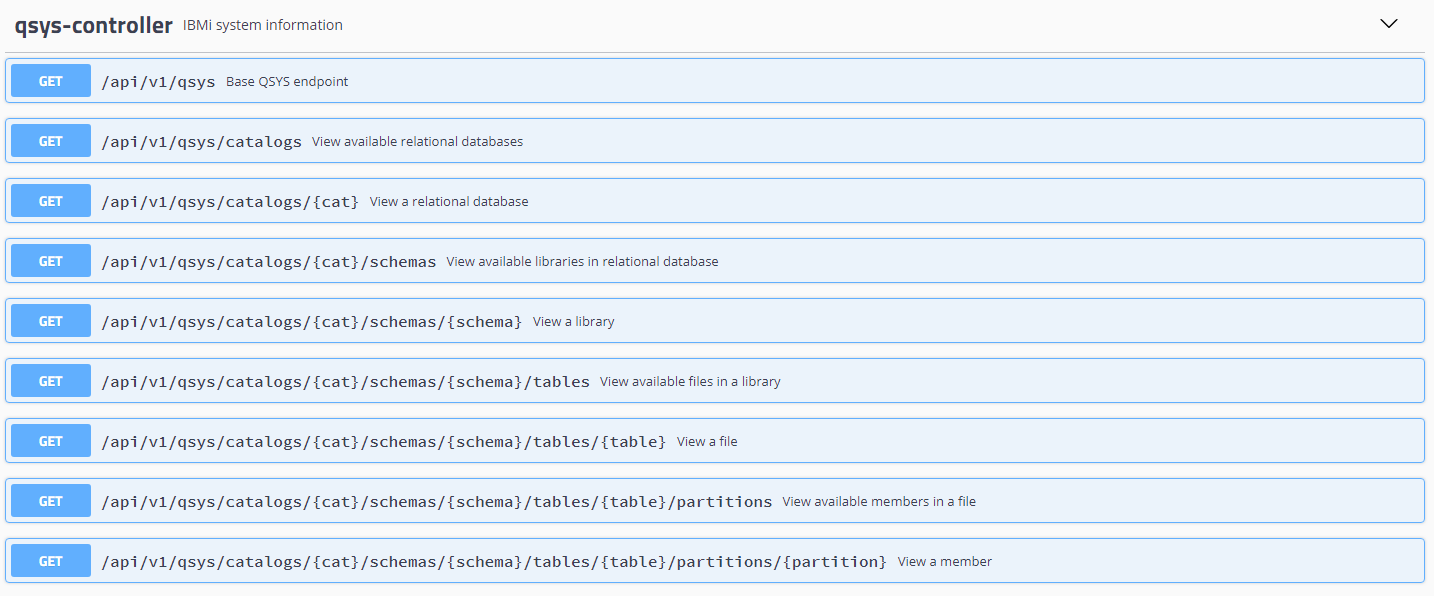 qsys-controller IBMi system information
GET /api/v1/qsys Base QSYS endpoint
GET /api/v1/qsys/catalogs View available relational databases
GET /api/v1/qsys/catalogs/{cat} View a relational database
GET /api/v1/qsys/catalogs/{cat}/schemas View available libraries in relational database
GET /api/v1/qsys/catalogs/{cat}/schemas/{schema} View a library
GET /api/v1/qsys/catalogs/{cat}/schemas/{schema}/tables View available files in a library
GET /api/v1/qsys/catalogs/{cat}/schemas/{schema}/tables/{table} View a file
GET /api/v1/qsys/catalogs/{cat}/schemas/{schema}/tables/{table}/partitions View available members in a file
GET /api/v1/qsys/catalogs/{cat}/schemas/{schema}/tables/{table}/partitions/{partition} View a member